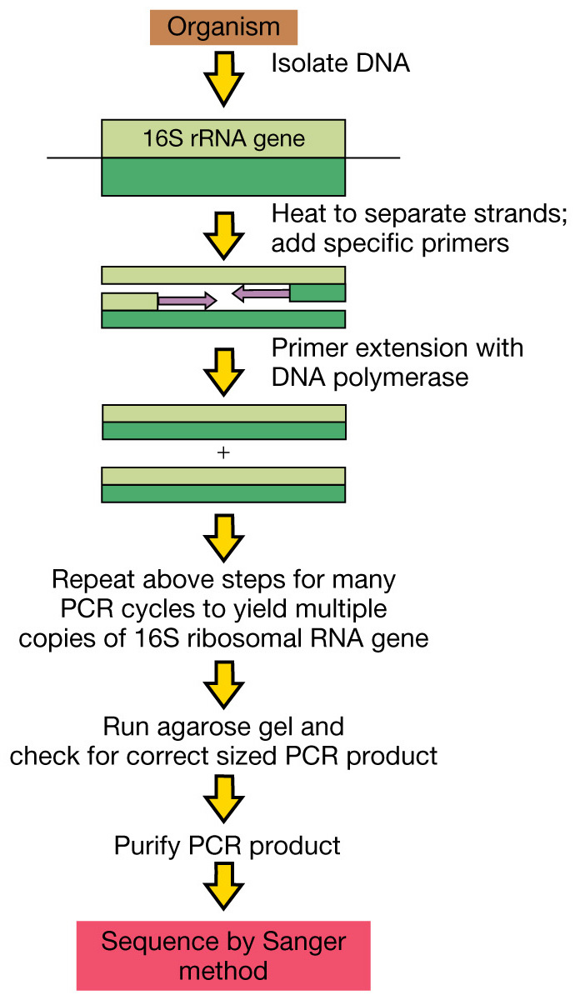 Organism
Isolate DNA
16S rRNA gene
Heat to separate strands;
add specific primers
Primer extension with
DNA polymerase
+
Repeat above steps for many
PCR cycles to yield multiple
copies of 16S ribosomal RNA gene
Run agarose gel and
check for correct sized PCR product
Purify PCR product
Sequence by Sanger
method